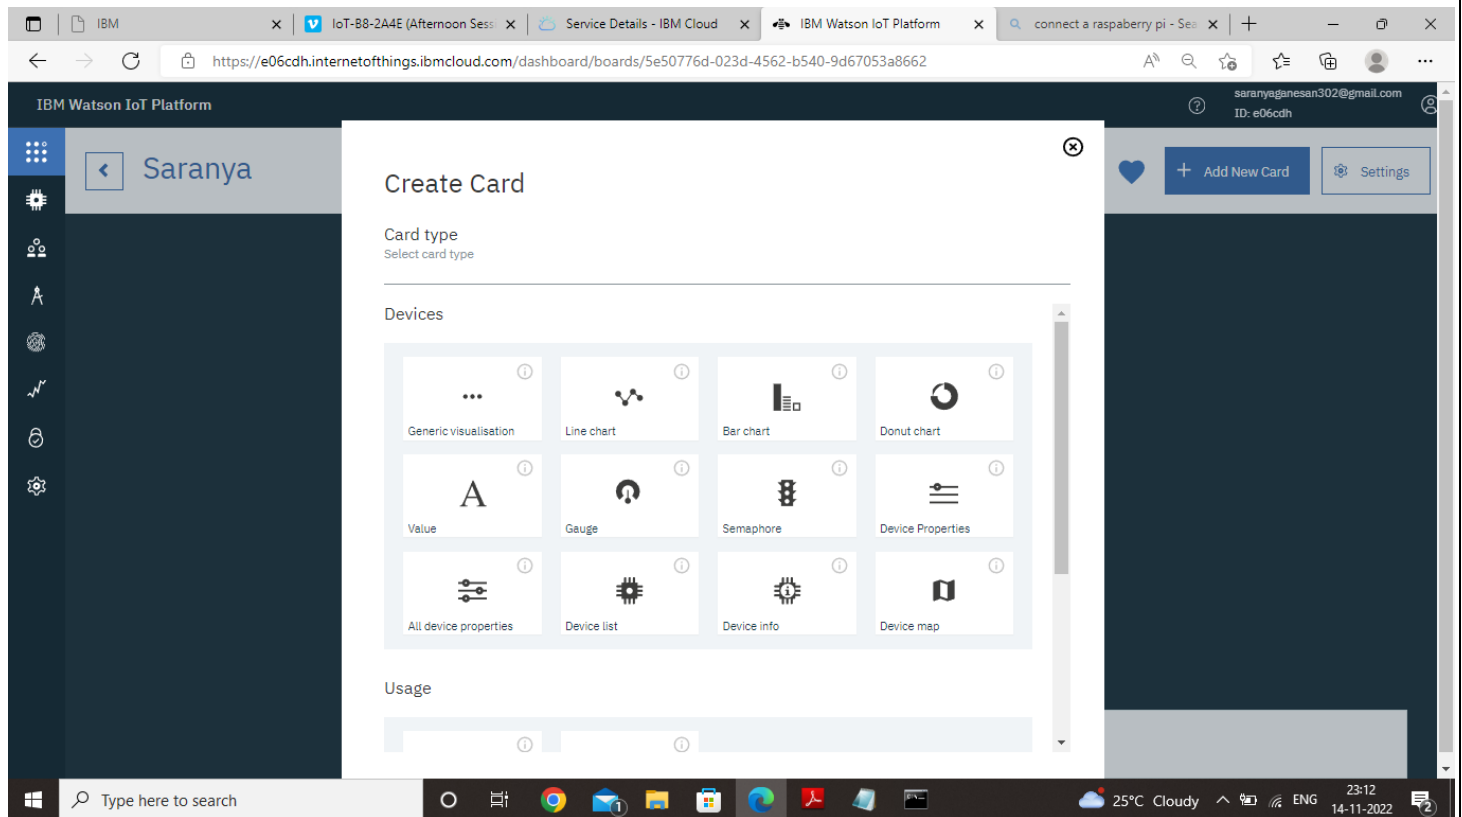 IBM
IoT-B8-2A4E (Afternoon Sess
Service Details - IBM Cloud
IBM Watson IoT Platform
connect a raspaberry pi - Sea
https://e06cdh.internetofthings.ibmcloud.com/dashboard/boards/5e50776d-023d-4562-b540-9d67053a8662
IBM Watson IoT Platform
saranyaganesan302@gmail.com
ID: e06cdh
Saranya
Add New Card
Settings
Create Card
Card type
Select card type
Devices
Generic visualisation
Line chart
Bar chart
Donut chart
Value
Gauge
Semaphore
Device Properties
All device properties
Device list
Device info
Device map
Usage
Type here to search
25°C Cloudy
ENG
23:12
14-11-2022